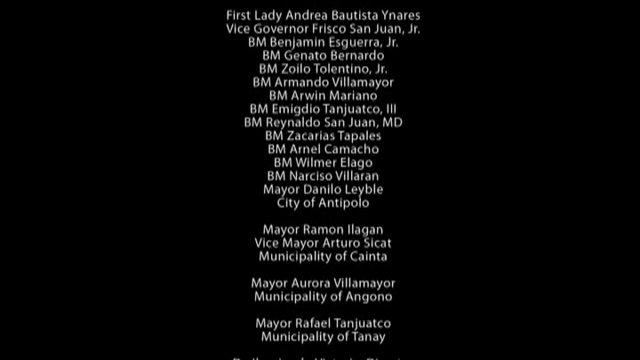 First Lady Andrea Bautista Ynares
Vice Governor Frisco San Juan, Jr.
BM Benjamin Esguerra, Jr.
BM Genato Bernardo
BM Zoilo Tolentino, Jr.
BM Armando Villamayor
BM Arwin Mariano
BM Emigdio Tanjuatco, III
BM Reynaldo San Juan, MD
BM Zacarias Tapales
BM Arnel Camacho
BM Wilmer Elago
BM Narciso Villaran
Mayor Danilo Leyble
City of Antipolo
Mayor Ramon Ilagan
Vice Mayor Arturo Sicat
Municipality of Cainta
Mayor Aurora Villamayor
Municipality of Angono
Mayor Rafael Tanjuatco
Municipality of Tanay